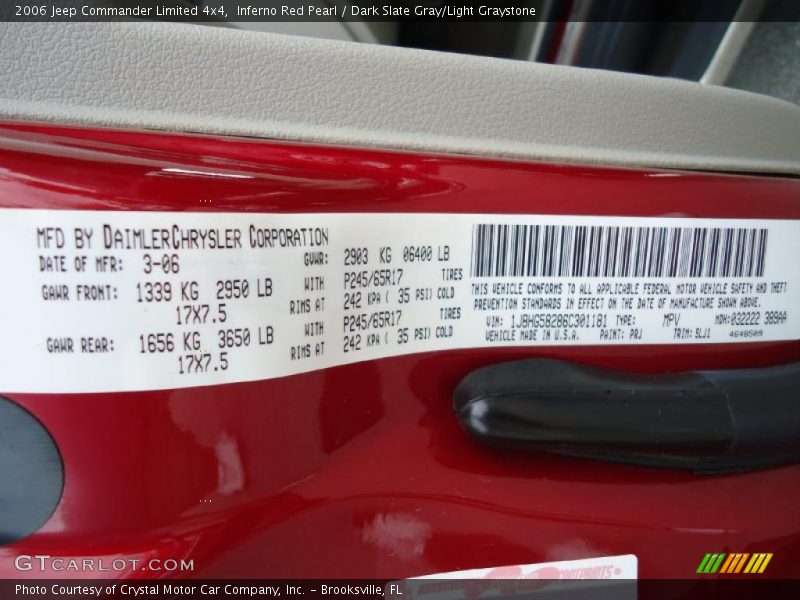 2006 Jeep Commander Limited 4x4, Inferno Red Pearl / Dark Slate Gray/Light Graystone
MFD BY DAIMLERCHRYSLER CORPORATION
DATE OF MFR: 3-06
GVWR: 2903 KG 06400 LB
GAWR FRONT: 1339 KG 2950 LB WITH P245/65R17 TIRES
17X7.5 RIMS AT 242 KPA ( 35 PSI) COLD
GAWR REAR: 1656 KG 3650 LB WITH P245/65R17 TIRES
17X7.5 RIMS AT 242 KPA ( 35 PSI) COLD
THIS VEHICLE CONFORMS TO ALL APPLICABLE FEDERAL MOTOR VEHICLE SAFETY AND THEFT
PREVENTION STANDARDS IN EFFECT ON THE DATE OF MANUFACTURE SHOWN ABOVE.
VIN: 1J8HG58286C301181 TYPE: MPV MDH:032222 389AA
VEHICLE MADE IN U.S.A. PAINT: PRJ TRIM:SLJ1 4648509
GTCARLOT.COM
Photo Courtesy of Crystal Motor Car Company, Inc. - Brooksville, FL